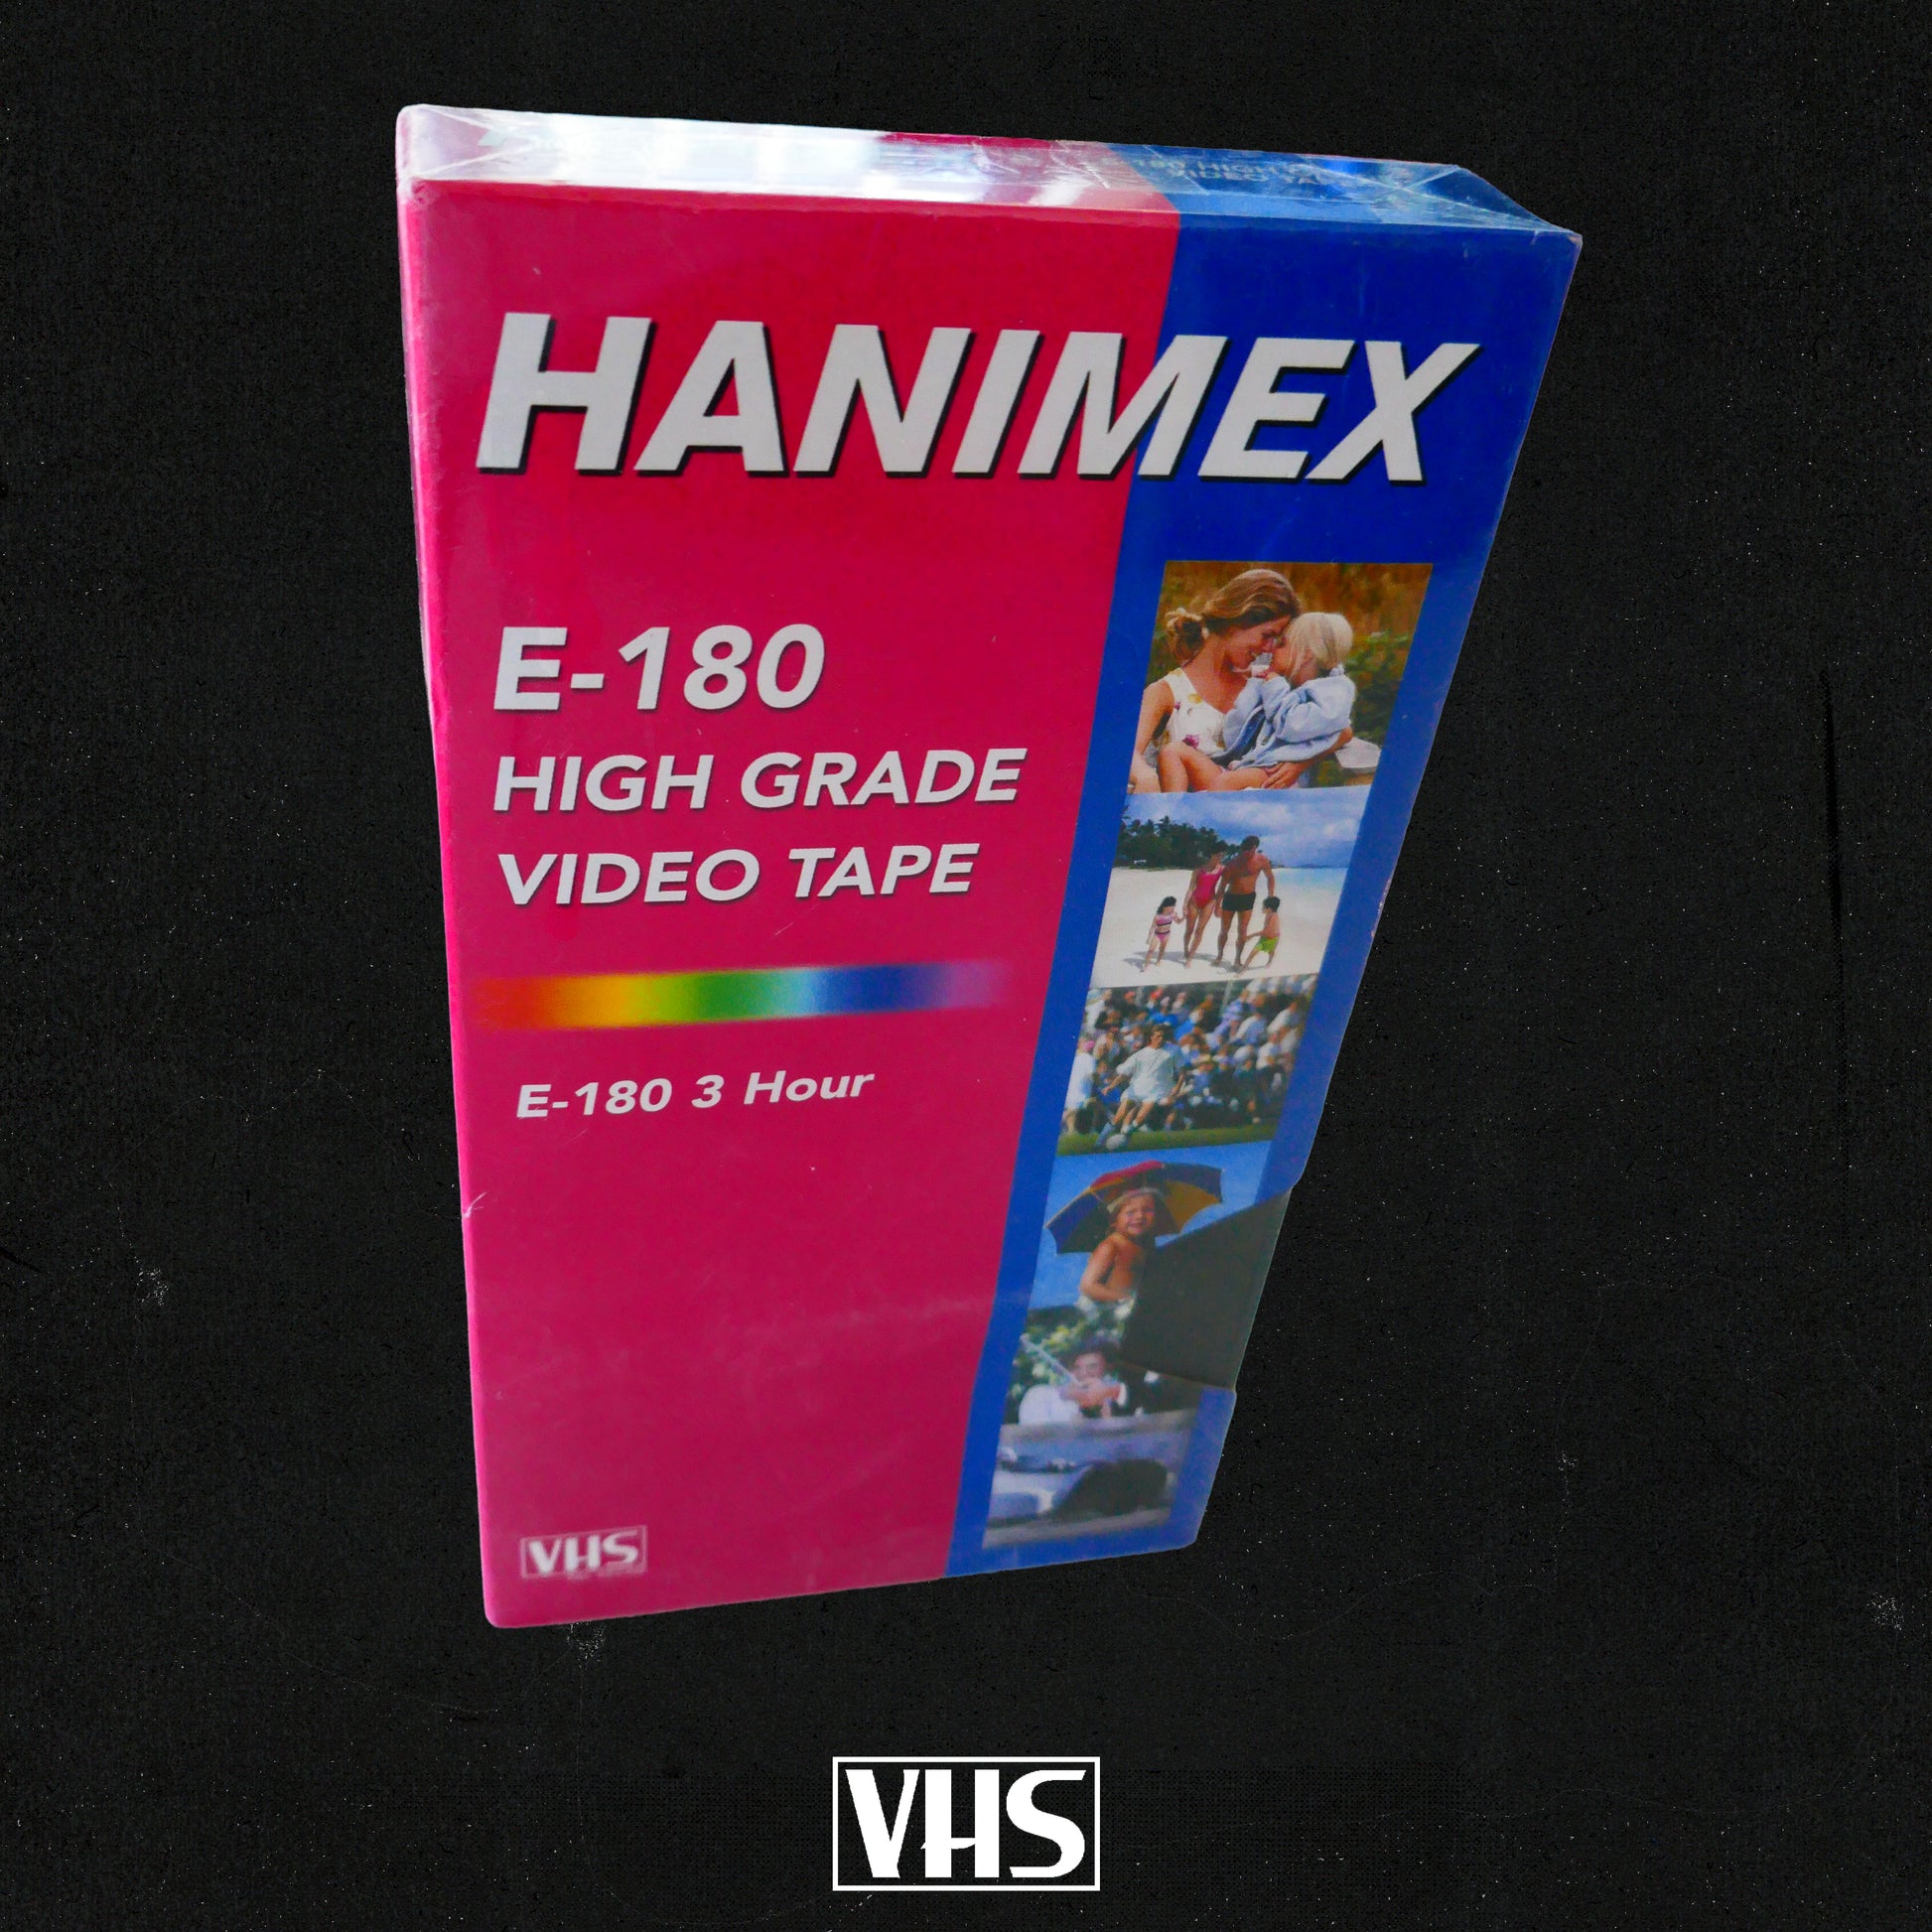 HANIMEX
E-180
HIGH GRADE
VIDEO TAPE
E-180 3 Hour
VHS
VHS